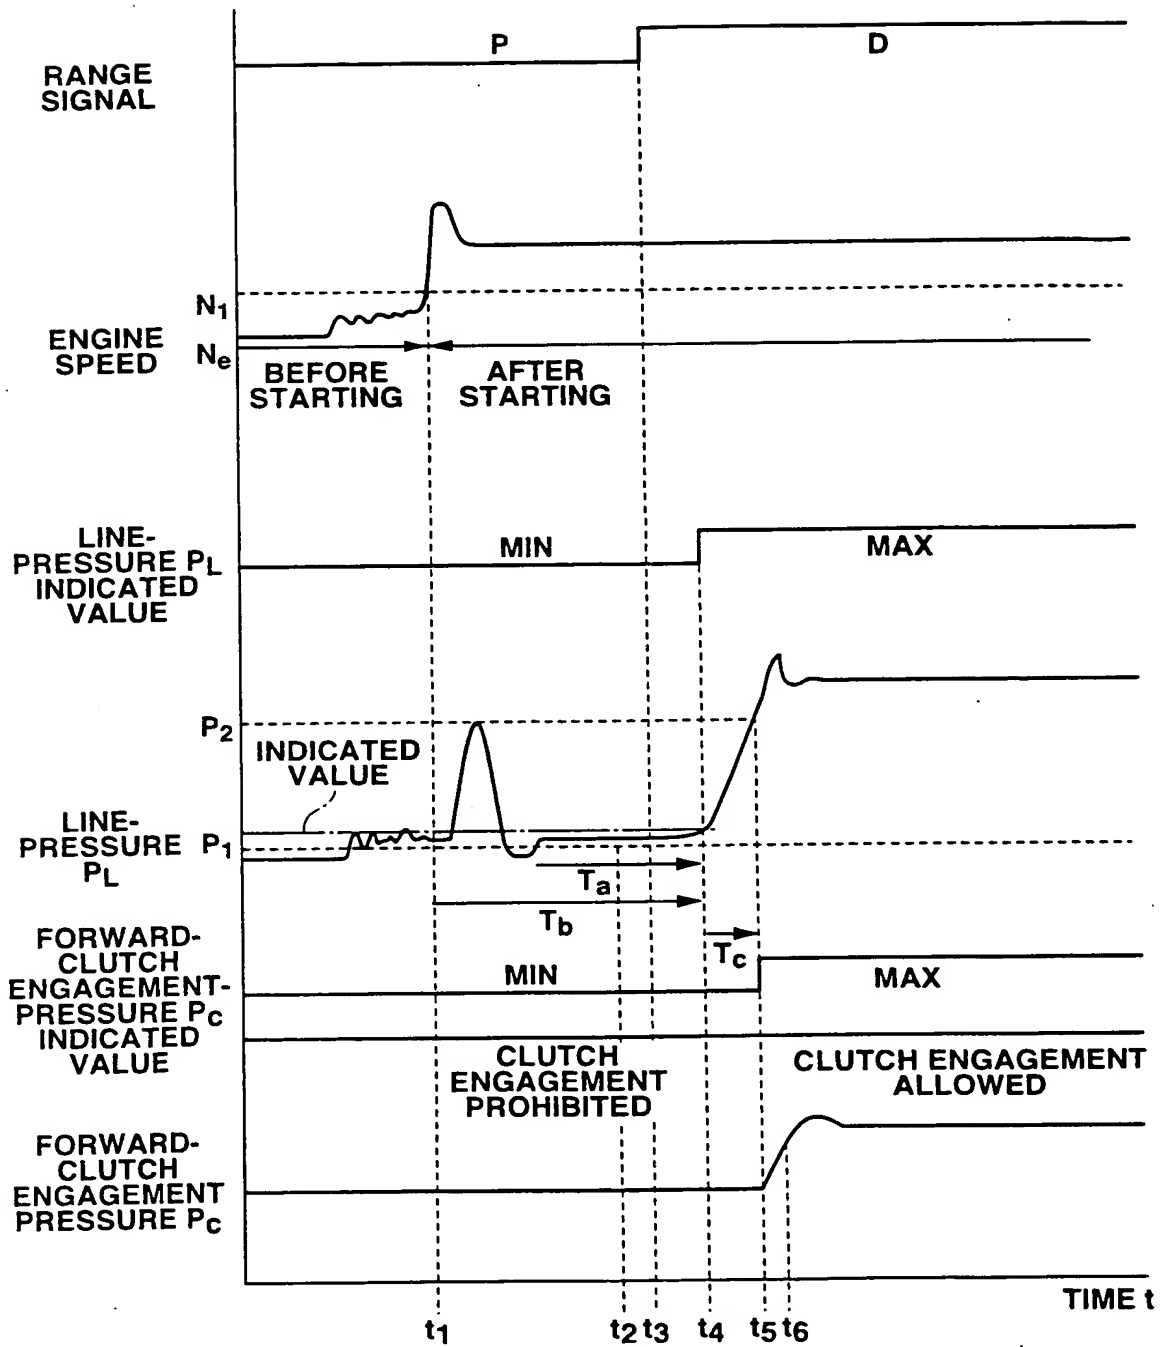 P
D
RANGE
SIGNAL
N1
ENGINE
SPEED
Ne
BEFORE
STARTING
AFTER
STARTING
LINE-
PRESSURE PL
INDICATED
VALUE
MIN
MAX
P2
INDICATED
VALUE
LINE-
PRESSURE
PL
P1
Ta
Tb
Tc
FORWARD-
CLUTCH
ENGAGEMENT-
PRESSURE Pc
INDICATED
VALUE
MIN
MAX
CLUTCH
ENGAGEMENT
PROHIBITED
CLUTCH ENGAGEMENT
ALLOWED
FORWARD-
CLUTCH
ENGAGEMENT
PRESSURE Pc
TIME t
t1
t2
t3
t4
t5
t6